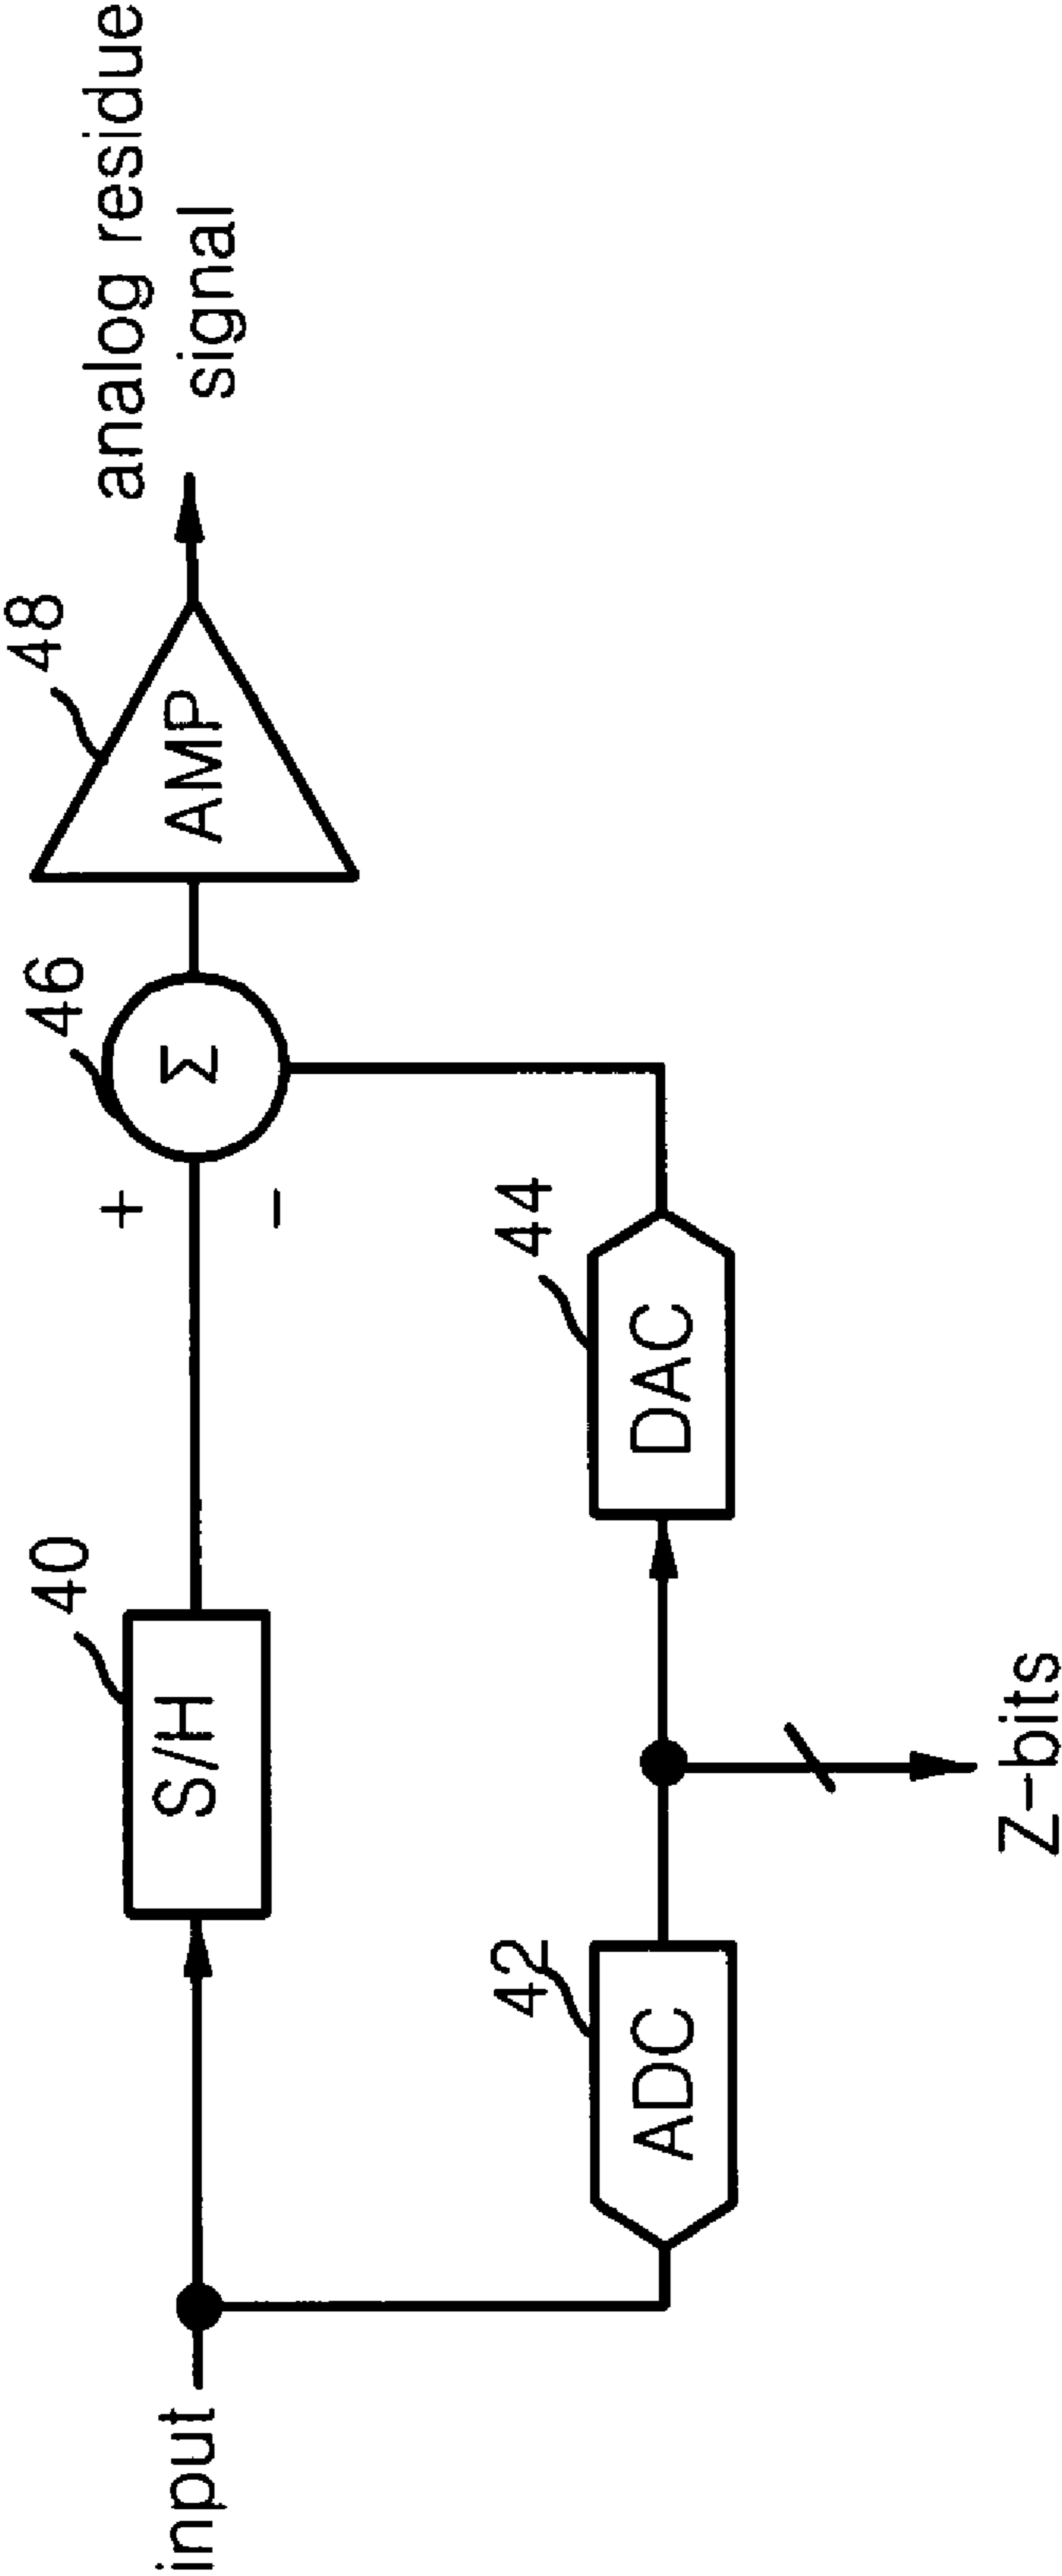 input
40
S/H
+
−
46
Σ
48
AMP
analog residue
signal
42
ADC
44
DAC
Z-bits